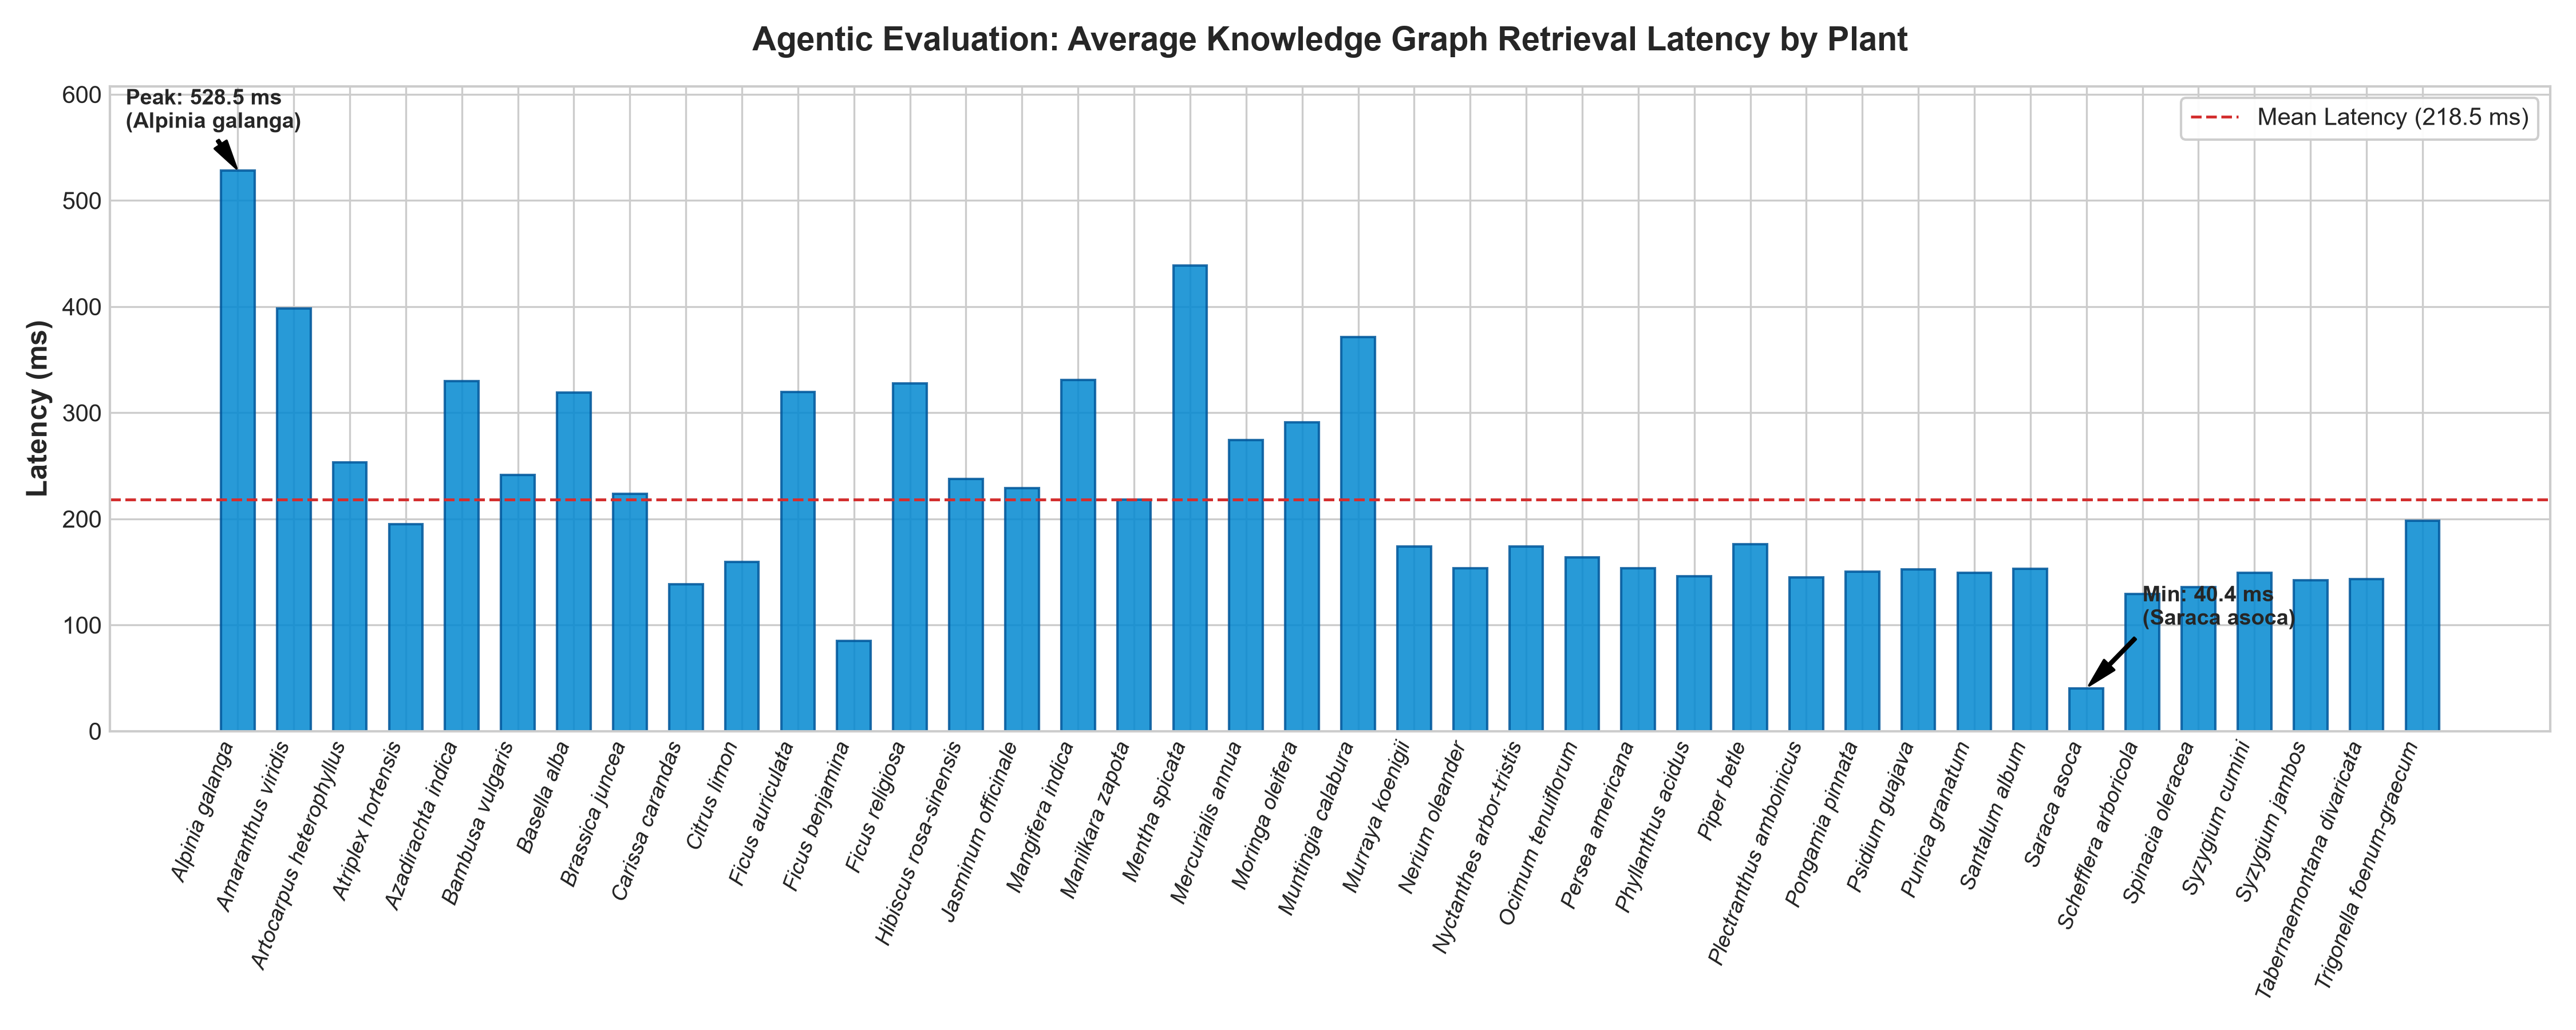 Agentic Evaluation: Average Knowledge Graph Retrieval Latency by Plant
Peak: 528.5 ms
(Alpinia galanga)
Mean Latency (218.5 ms)
Latency (ms)
600
500
400
300
200
100
0
Min: 40.4 ms
(Saraca asoca)
Alpinia galanga
Amaranthus viridis
Artocarpus heterophyllus
Atriplex hortensis
Azadirachta indica
Bambusa vulgaris
Basella alba
Brassica juncea
Carissa carandas
Citrus limon
Ficus auriculata
Ficus benjamina
Ficus religiosa
Hibiscus rosa-sinensis
Jasminum officinale
Mangifera indica
Manilkara zapota
Mentha spicata
Mercurialis annua
Moringa oleifera
Muntingia calabura
Murraya koenigii
Nerium oleander
Nyctanthes arbor-tristis
Ocimum tenuiflorum
Persea americana
Phyllanthus acidus
Piper betle
Plectranthus amboinicus
Pongamia pinnata
Psidium guajava
Punica granatum
Santalum album
Saraca asoca
Schefflera arboricola
Spinacia oleracea
Syzygium cumini
Syzygium jambos
Tabernaemontana divaricata
Trigonella foenum-graecum